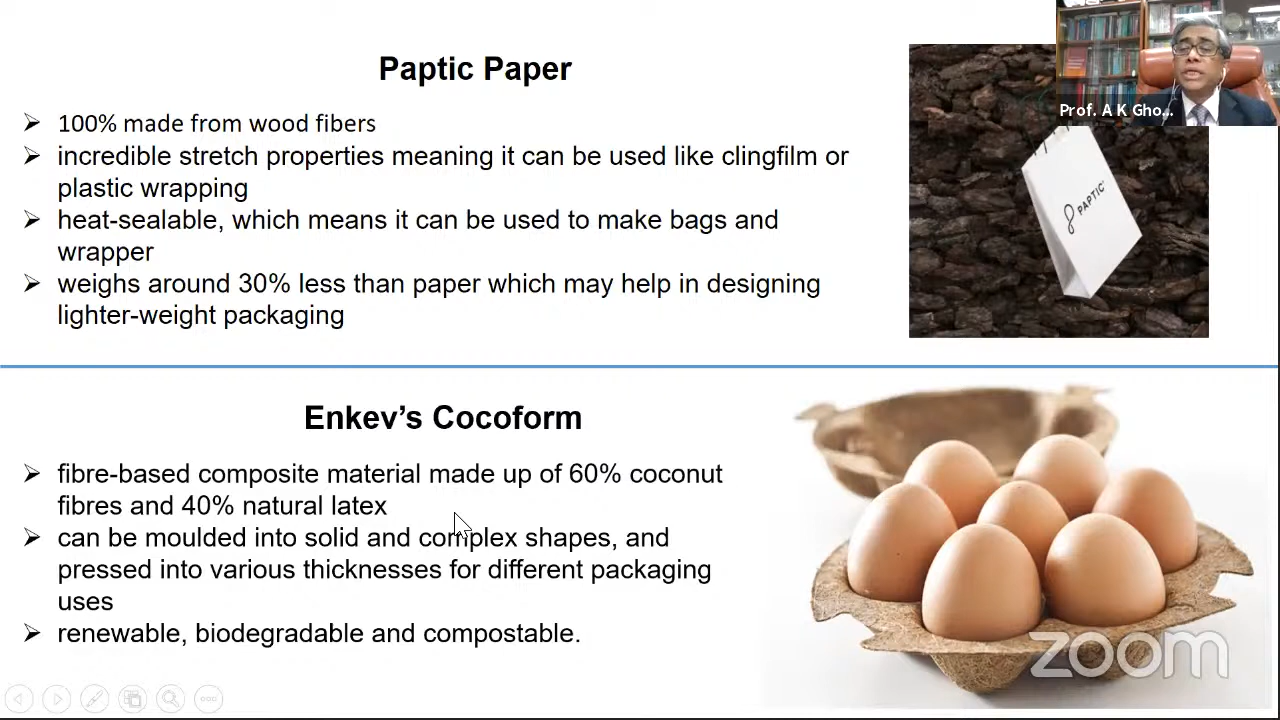 Paptic Paper
100% made from wood fibers
incredible stretch properties meaning it can be used like clingfilm or
plastic wrapping
heat-sealable, which means it can be used to make bags and
wrapper
weighs around 30% less than paper which may help in designing
lighter-weight packaging
Prof. A K Gho...
PAPTIC
Enkev’s Cocoform
fibre-based composite material made up of 60% coconut
fibres and 40% natural latex
can be moulded into solid and complex shapes, and
pressed into various thicknesses for different packaging
uses
renewable, biodegradable and compostable.
zoom